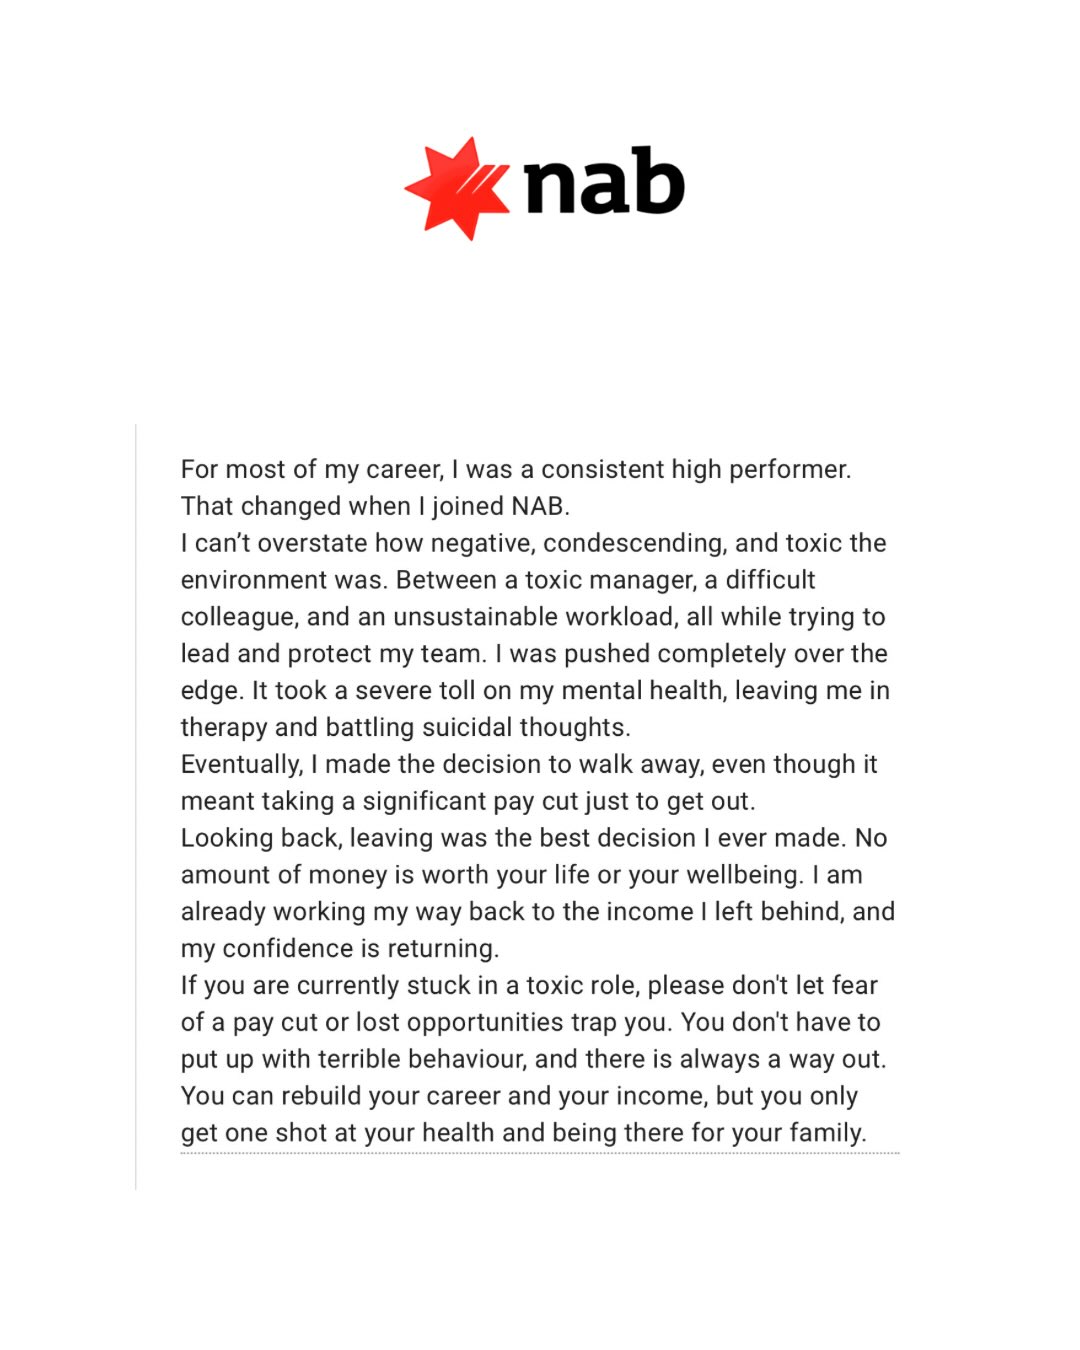 nab
For most of my career, I was a consistent high performer.
That changed when I joined NAB.
I can’t overstate how negative, condescending, and toxic the
environment was. Between a toxic manager, a difficult
colleague, and an unsustainable workload, all while trying to
lead and protect my team. I was pushed completely over the
edge. It took a severe toll on my mental health, leaving me in
therapy and battling suicidal thoughts.
Eventually, I made the decision to walk away, even though it
meant taking a significant pay cut just to get out.
Looking back, leaving was the best decision I ever made. No
amount of money is worth your life or your wellbeing. I am
already working my way back to the income I left behind, and
my confidence is returning.
If you are currently stuck in a toxic role, please don't let fear
of a pay cut or lost opportunities trap you. You don't have to
put up with terrible behaviour, and there is always a way out.
You can rebuild your career and your income, but you only
get one shot at your health and being there for your family.